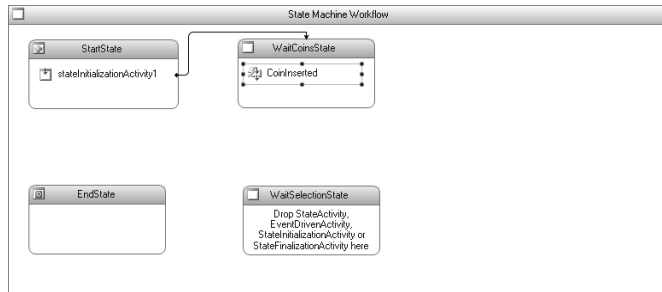 State Machine Workflow
StartState
stateInitializationActivity1
WaitCoinsState
CoinInserted
EndState
WaitSelectionState
Drop StateActivity,
EventDrivenActivity,
StateInitializationActivity or
StateFinalizationActivity here